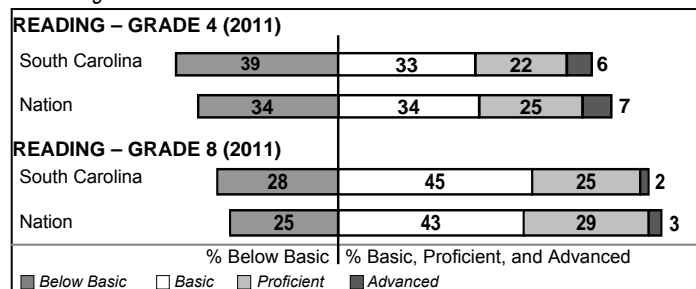 READING – GRADE 4 (2011)
South Carolina 39 33 22 6
Nation 34 34 25 7
READING – GRADE 8 (2011)
South Carolina 28 45 25 2
Nation 25 43 29 3
% Below Basic % Basic, Proficient, and Advanced
Below Basic Basic Proficient Advanced